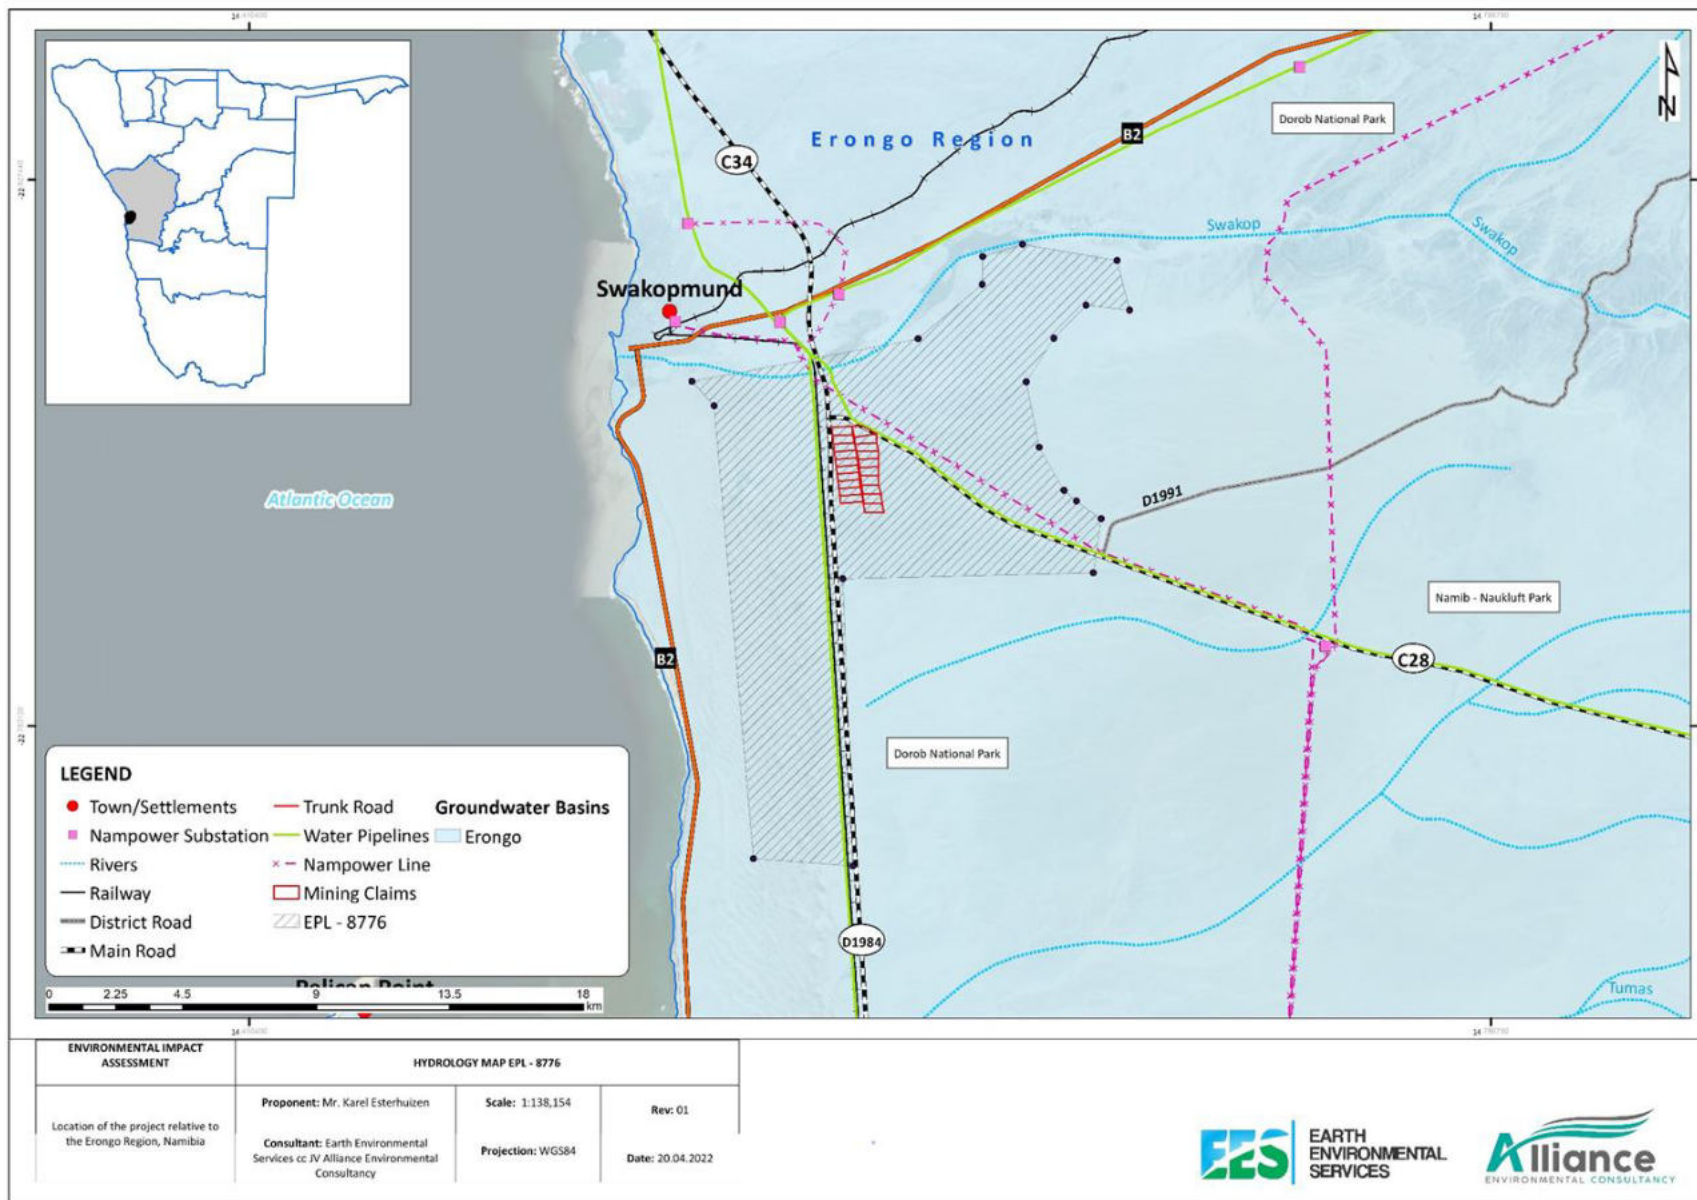 Erongo Region
Dorob National Park
B2
C34
Swakop
Swakop
Swakopmund
Atlantic Ocean
D1991
Namib - Naukluft Park
B2
C28
Dorob National Park
D1984
Tumas
N
LEGEND
Town/Settlements
Nampower Substation
Rivers
Railway
District Road
Main Road
Trunk Road
Water Pipelines
Nampower Line
Mining Claims
EPL - 8776
Groundwater Basins
Erongo
Pelican Point
0 2.25 4.5 9 13.5 18
km
ENVIRONMENTAL IMPACT
ASSESSMENT
HYDROLOGY MAP EPL - 8776
Location of the project relative to
the Erongo Region, Namibia
Proponent: Mr. Karel Esterhuizen
Consultant: Earth Environmental
Services cc JV Alliance Environmental
Consultancy
Scale: 1:138,154
Projection: WGS84
Rev: 01
Date: 20.04.2022
EES
EARTH
ENVIRONMENTAL
SERVICES
Alliance
ENVIRONMENTAL CONSULTANCY